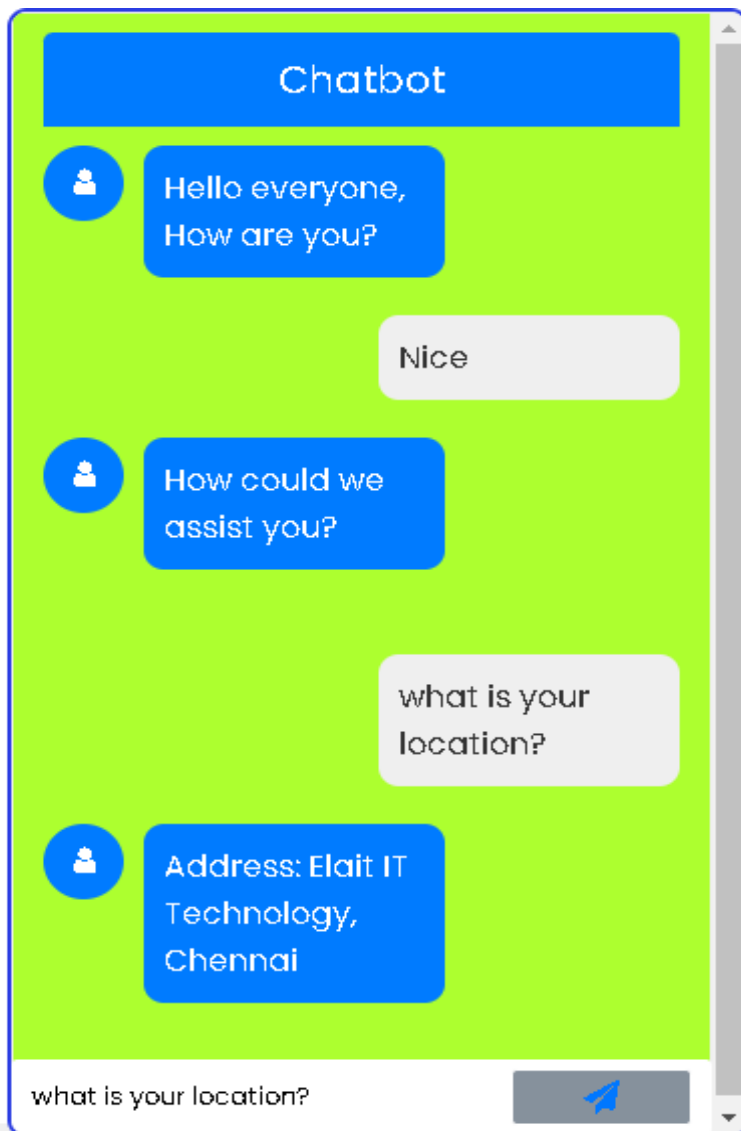 Chatbot
Hello everyone,
How are you?
Nice
How could we
assist you?
what is your
location?
Address: Elait IT
Technology,
Chennai
what is your location?